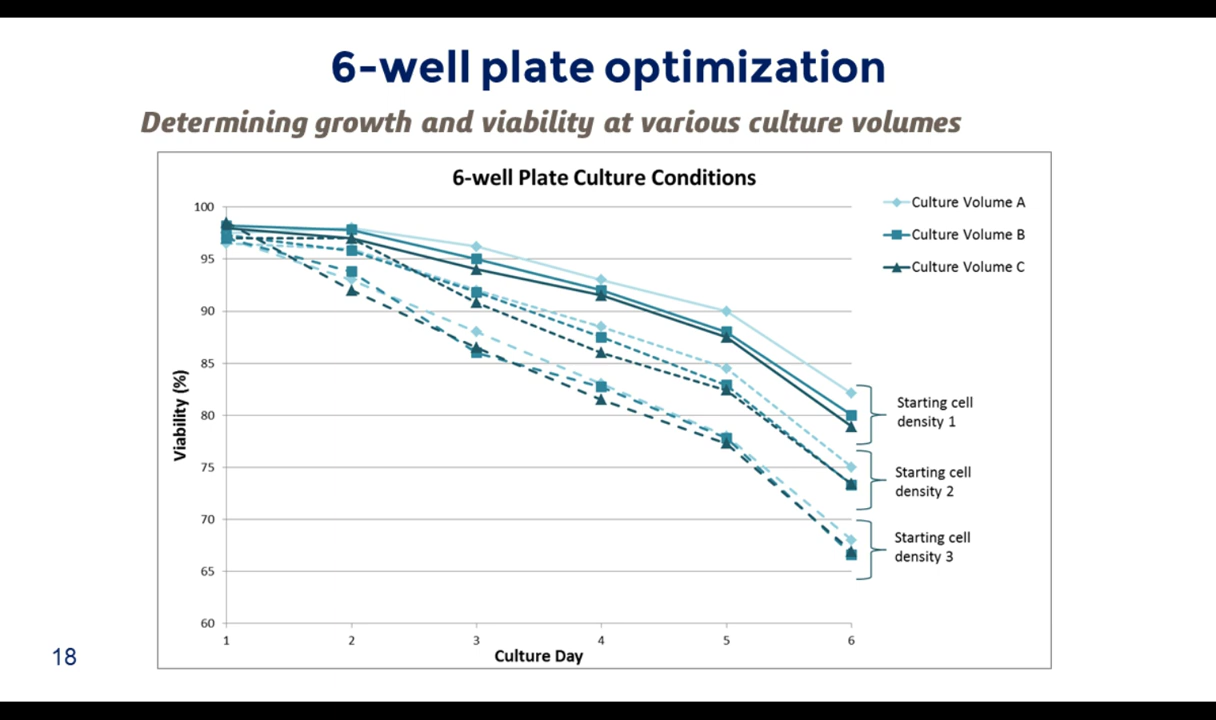 6-well plate optimization
Determining growth and viability at various culture volumes
6-well Plate Culture Conditions
Culture Volume A
Culture Volume B
Culture Volume C
Viability (%)
100
95
90
85
80
75
70
65
60
1 2 3 4 5 6
Culture Day
Starting cell
density 1
Starting cell
density 2
Starting cell
density 3
18